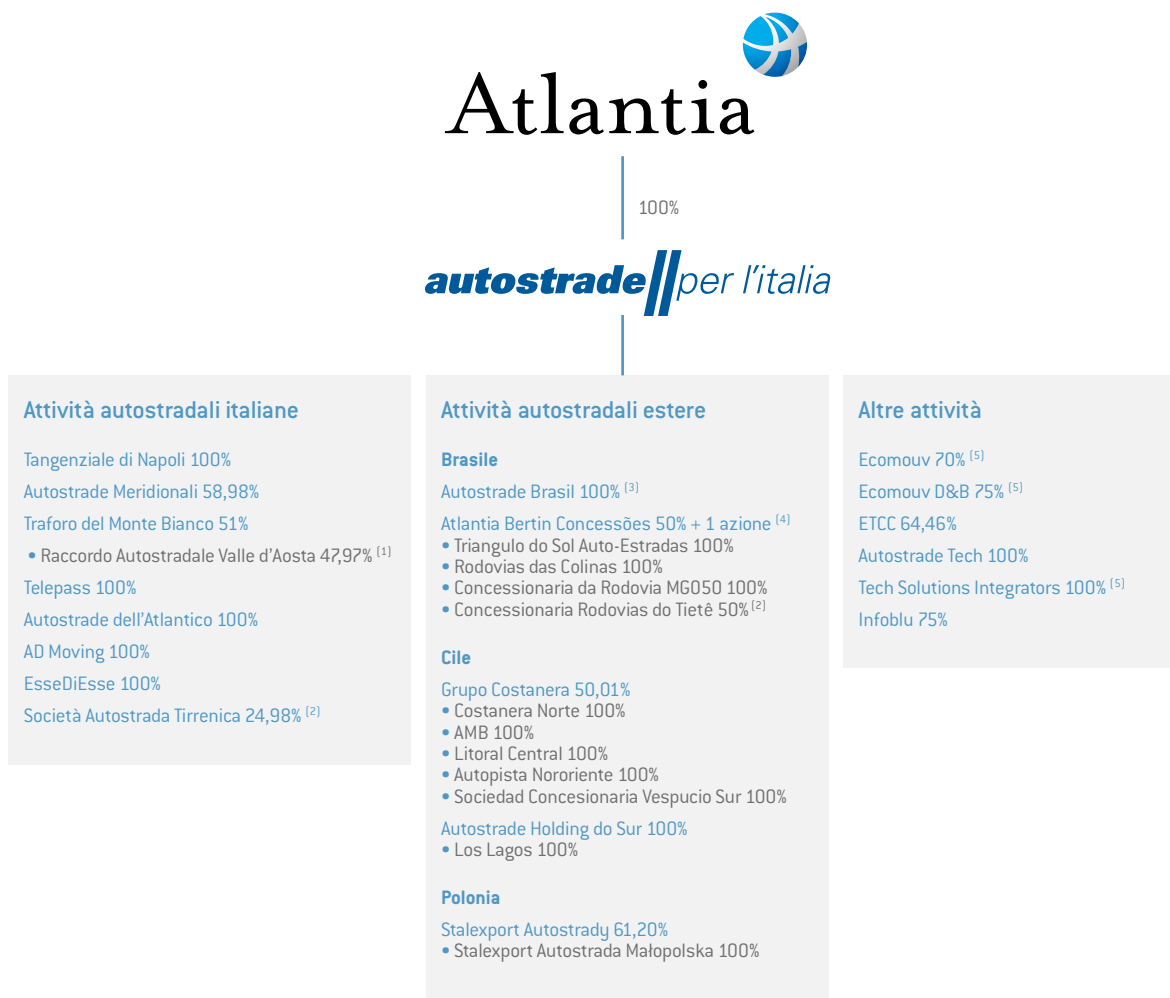 Atlantia
100%
autostrade//per l'italia
Attività autostradali italiane
Tangenziale di Napoli 100%
Autostrade Meridionali 58,98%
Traforo del Monte Bianco 51%
• Raccordo Autostradale Valle d'Aosta 47,97% (1)
Telepass 100%
Autostrade dell'Atlantico 100%
AD Moving 100%
EsseDiEsse 100%
Società Autostrada Tirrenica 24,98% (2)
Attività autostradali estere
Brasile
Autostrade Brasil 100% (3)
Atlantia Bertin Concessões 50% + 1 azione (4)
• Triangulo do Sol Auto-Estradas 100%
• Rodovias das Colinas 100%
• Concessionaria da Rodovia MG050 100%
• Concessionaria Rodovias do Tietê 50% (2)
Cile
Grupo Costanera 50,01%
• Costanera Norte 100%
• AMB 100%
• Litoral Central 100%
• Autopista Nororiente 100%
• Sociedad Concesionaria Vespucio Sur 100%
Autostrade Holding do Sur 100%
• Los Lagos 100%
Polonia
Stalexport Autostrady 61,20%
• Stalexport Autostrada Małopolska 100%
Altre attività
Ecomouv 70% (5)
Ecomouv D&B 75% (5)
ETCC 64,46%
Autostrade Tech 100%
Tech Solutions Integrators 100% (5)
Infoblu 75%